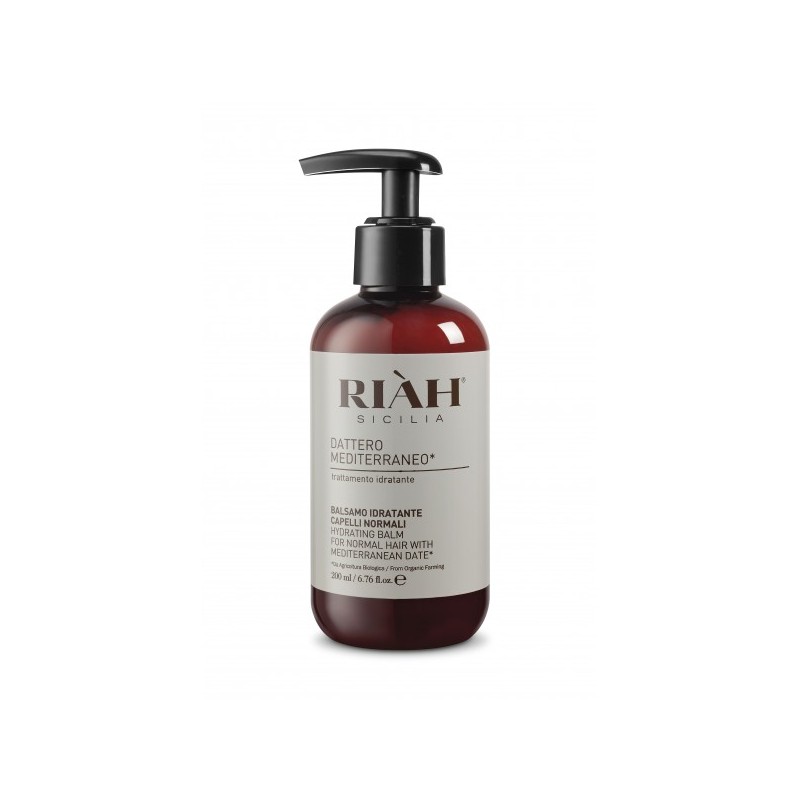 RIÀH®
SICILIA
DATTERO
MEDITERRANEO*
trattamento idratante
BALSAMO IDRATANTE
CAPELLI NORMALI
HYDRATING BALM
FOR NORMAL HAIR WITH
MEDITERRANEAN DATE*
*da Agricoltura Biologica / From Organic Farming
200 ml / 6.76 fl.oz. ℮